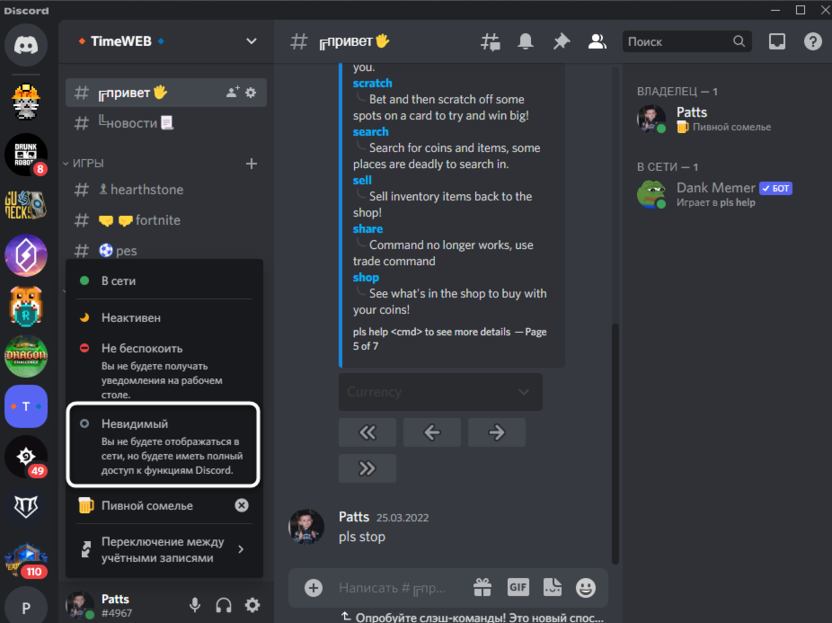 Discord
TimeWEB
╔привет🖐
Поиск
╔привет🖐
╚новости📃
ИГРЫ
hearthstone
🤜🤛fortnite
⚽pes
8
49
110
T
P
DRUNK
ROBOTS
GU
DECKS
DRAGON
CHALLENGE
В сети
Неактивен
Не беспокоить
Вы не будете получать
уведомления на рабочем
столе.
Невидимый
Вы не будете отображаться в
сети, но будете иметь полный
доступ к функциям Discord.
Пивной сомелье
Переключение между
учётными записями
Patts
#4967
you.
scratch
Bet and then scratch off some
spots on a card to try and win big!
search
Search for coins and items, some
places are deadly to search in.
sell
Sell inventory items back to the
shop!
share
Command no longer works, use
trade command
shop
See what's in the shop to buy with
your coins!
pls help <cmd> to see more details — Page
5 of 7
Currency
Patts 25.03.2022
pls stop
Написать #╔пр...
GIF
Опробуйте слэш-команды! Это новый спос...
ВЛАДЕЛЕЦ — 1
Patts
🍺 Пивной сомелье
В СЕТИ — 1
Dank Memer ✓ БОТ
Играет в pls help